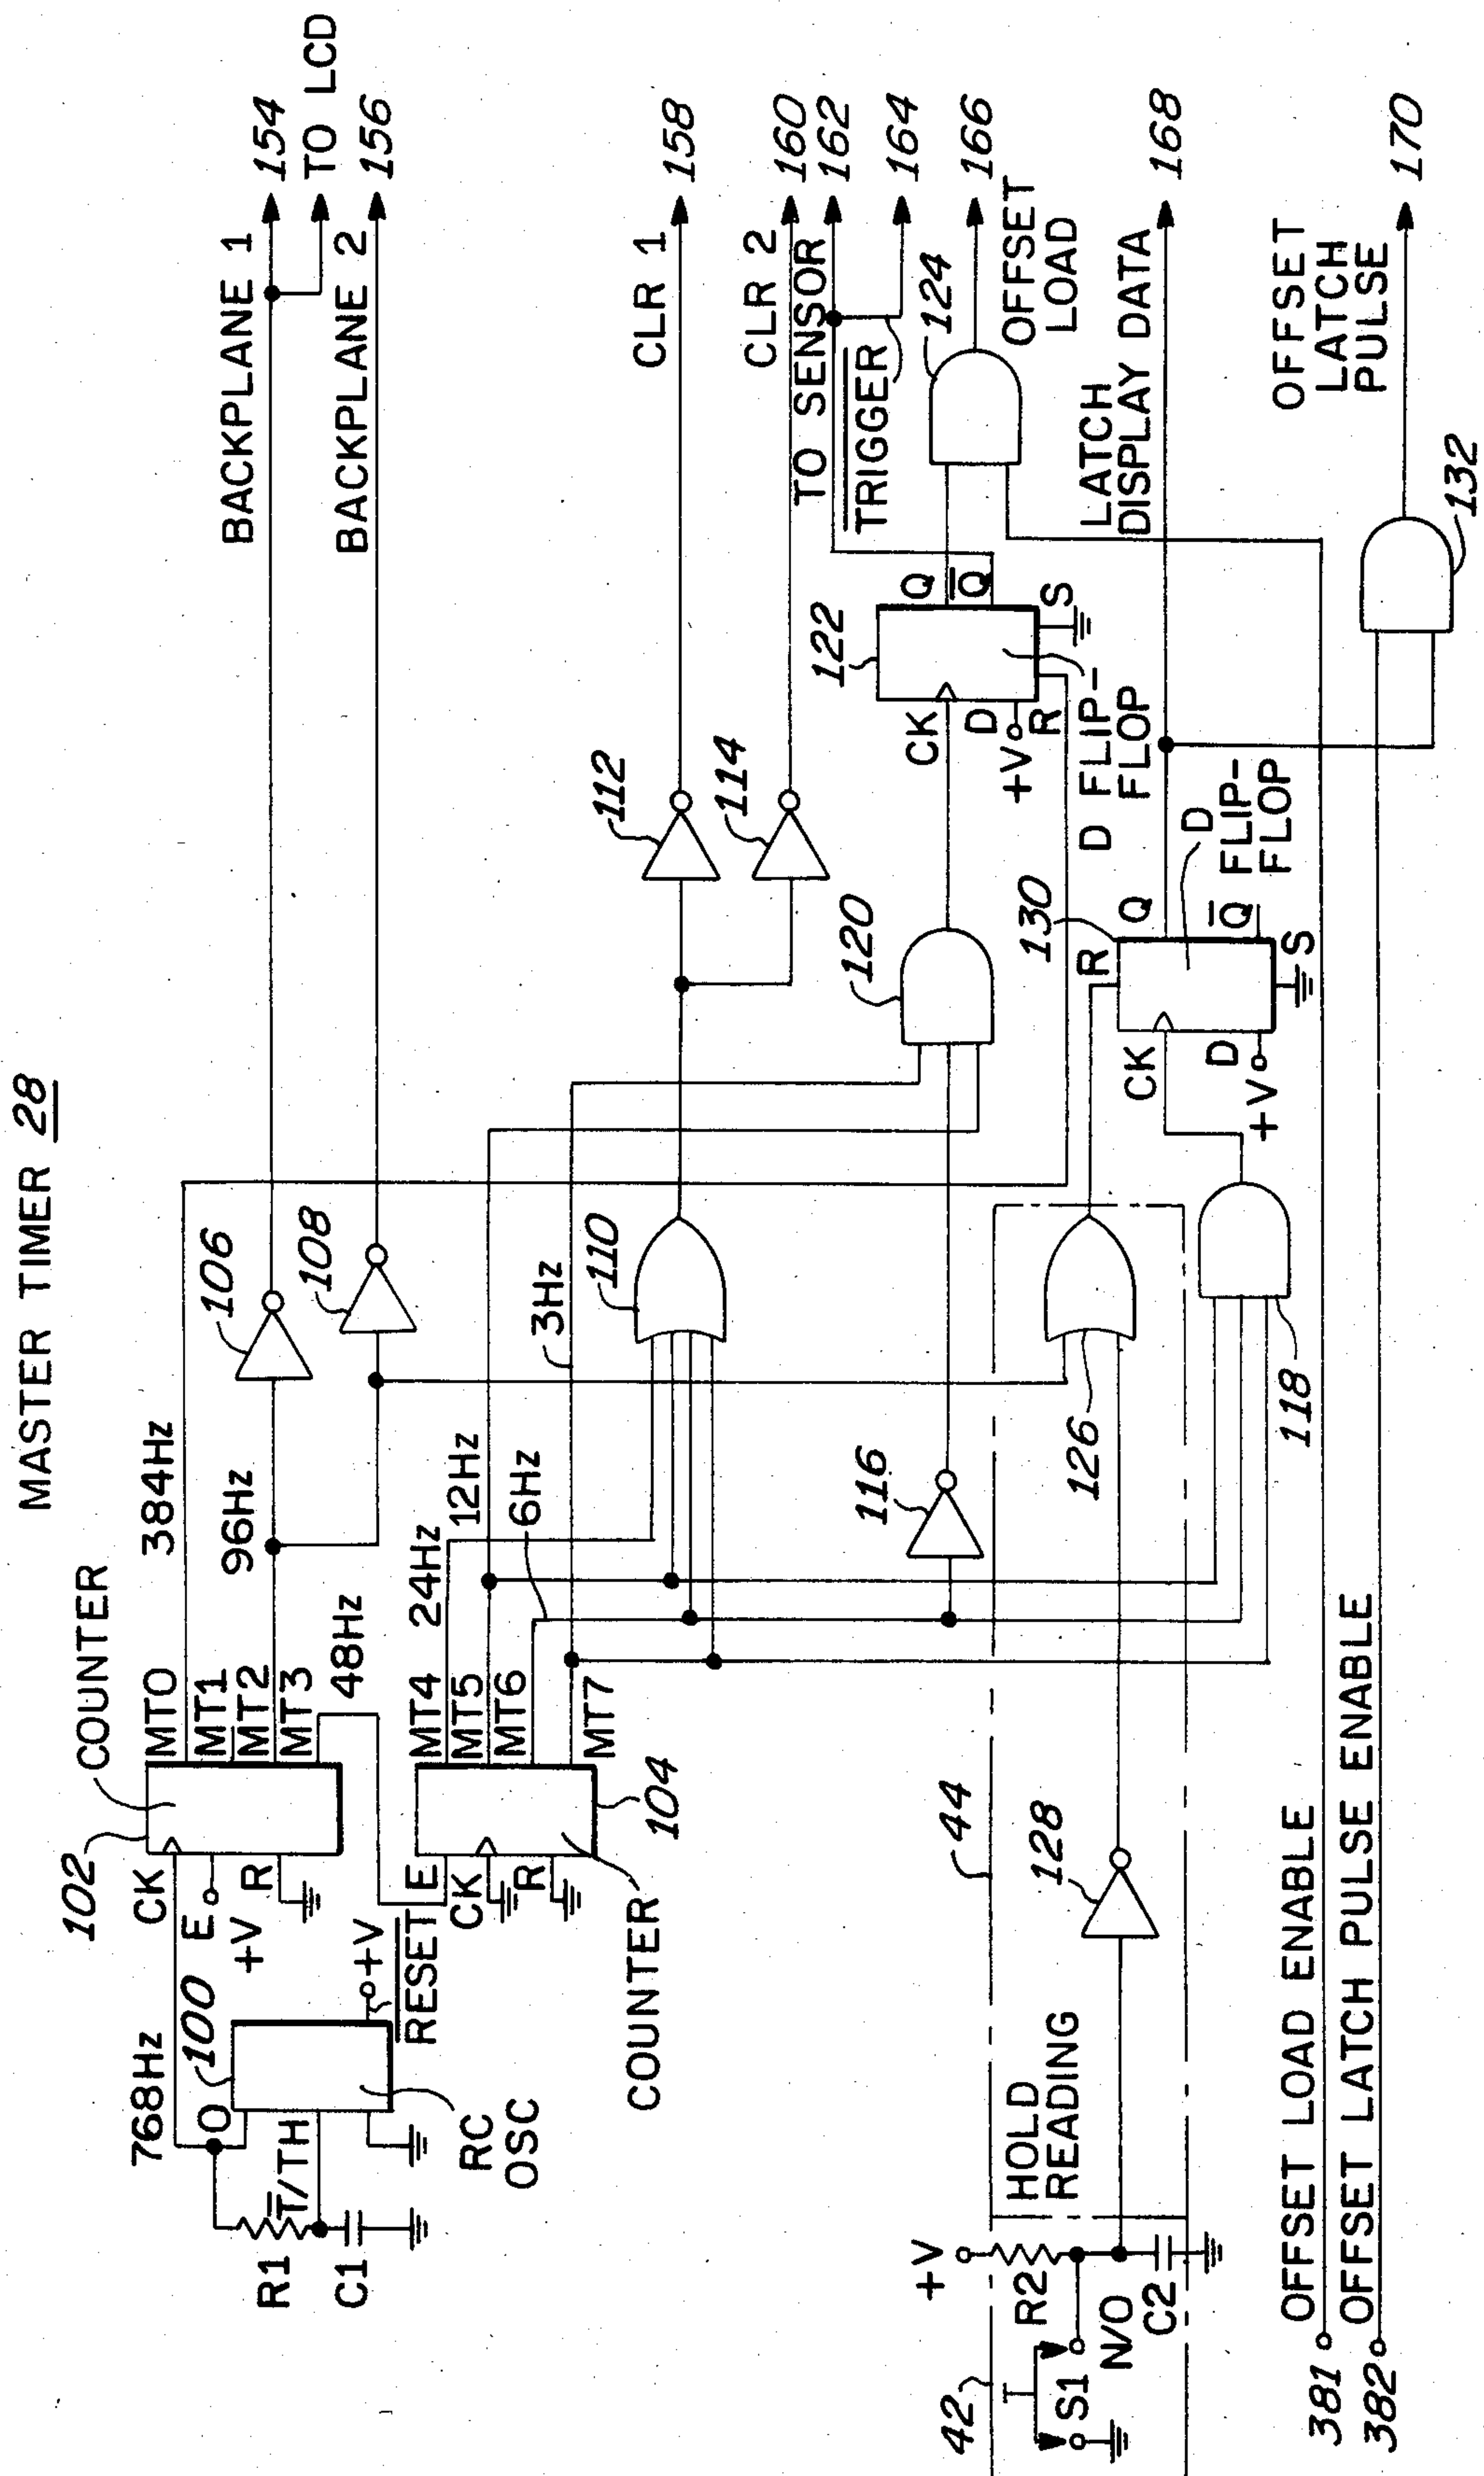 MASTER TIMER 28
768Hz
O
100
T̅/TH
R1
C1
RC
OSC
+V
R̅E̅S̅E̅T̅
102
CK
E
+V
R
COUNTER
MT0
MT1
MT2
MT3
384Hz
96Hz
48Hz
106
108
BACKPLANE 1
154
TO LCD
BACKPLANE 2
156
E
CK
R
COUNTER
104
MT4
MT5
MT6
MT7
24Hz
12Hz
6Hz
3Hz
110
112
114
CLR 1
158
CLR 2
160
TO SENSOR
162
T̅R̅I̅G̅G̅E̅R̅
164
116
120
122
CK
D
+V
R
S
Q
Q̅
D FLIP-
FLOP
124
OFFSET
LOAD
166
44
HOLD
READING
42
S1
N/O
+V
R2
C2
128
126
118
130
R
CK
D
+V
S
Q
Q̅
D
FLIP-
FLOP
LATCH
DISPLAY DATA
168
OFFSET
LATCH
PULSE
170
132
381
OFFSET LOAD ENABLE
382
OFFSET LATCH PULSE ENABLE